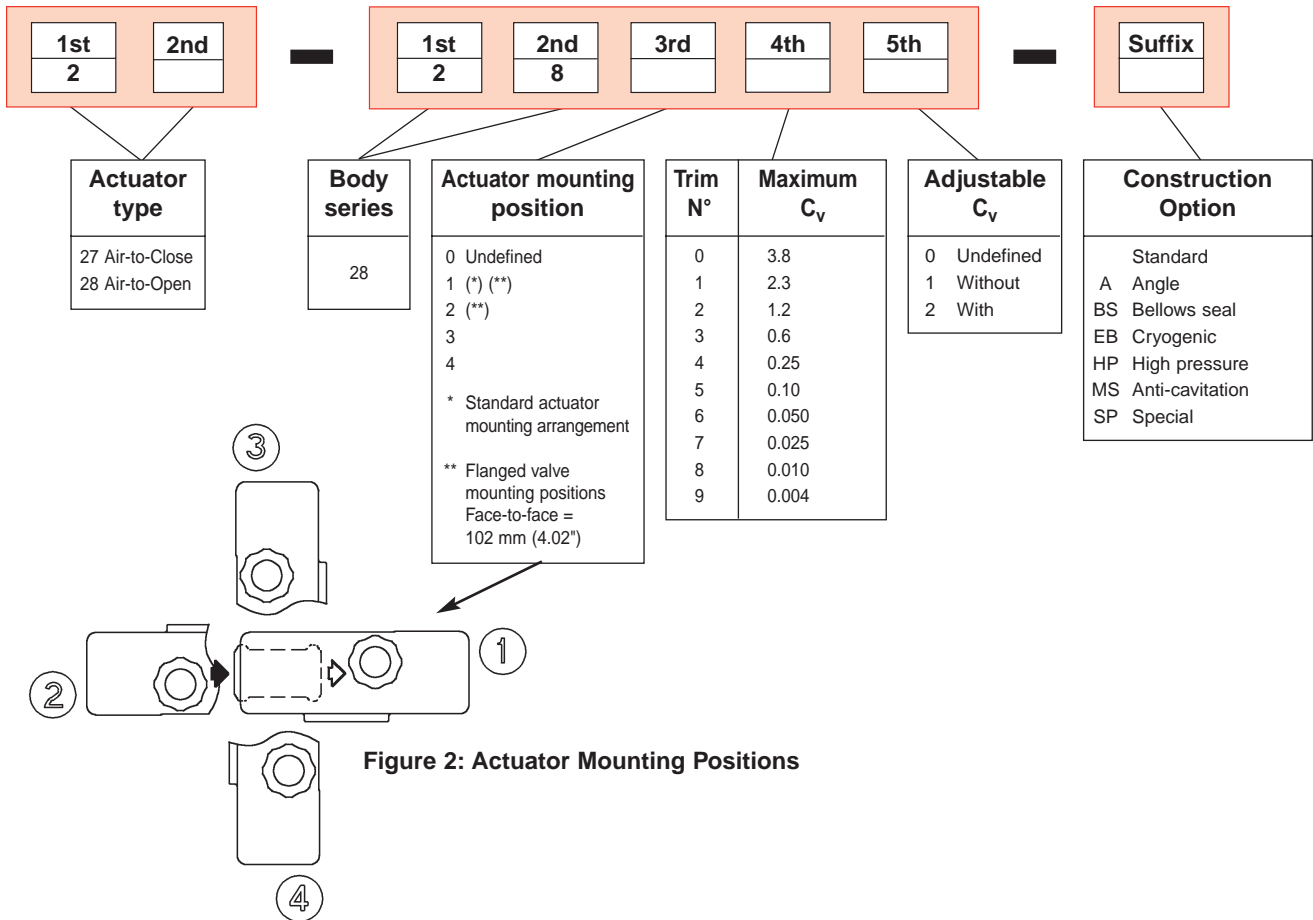 1st 2nd 1st 2nd 3rd 4th 5th Suffix
2 2 8
Actuator
type
27 Air-to-Close
28 Air-to-Open
Body
series
28
Actuator mounting
position
0 Undefined
1 (*) (**)
2 (**)
3
4
* Standard actuator
mounting arrangement
** Flanged valve
mounting positions
Face-to-face =
102 mm (4.02")
Trim Maximum
N° Cv
0 3.8
1 2.3
2 1.2
3 0.6
4 0.25
5 0.10
6 0.050
7 0.025
8 0.010
9 0.004
Adjustable
Cv
0 Undefined
1 Without
2 With
Construction
Option
Standard
A Angle
BS Bellows seal
EB Cryogenic
HP High pressure
MS Anti-cavitation
SP Special
3
1
2
Figure 2: Actuator Mounting Positions
4